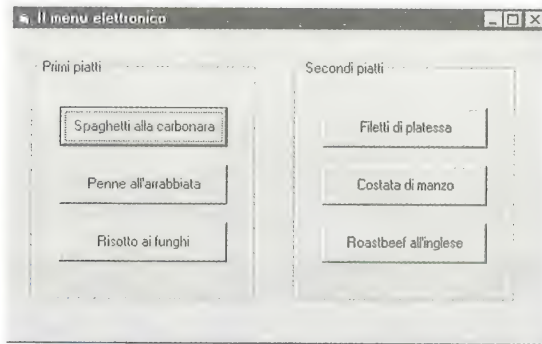 Il menu elettronico
Primi piatti
Spaghetti alla carbonara
Penne all'arrabbiata
Risotto ai funghi
Secondi piatti
Filetti di platessa
Costata di manzo
Roastbeef all'inglese